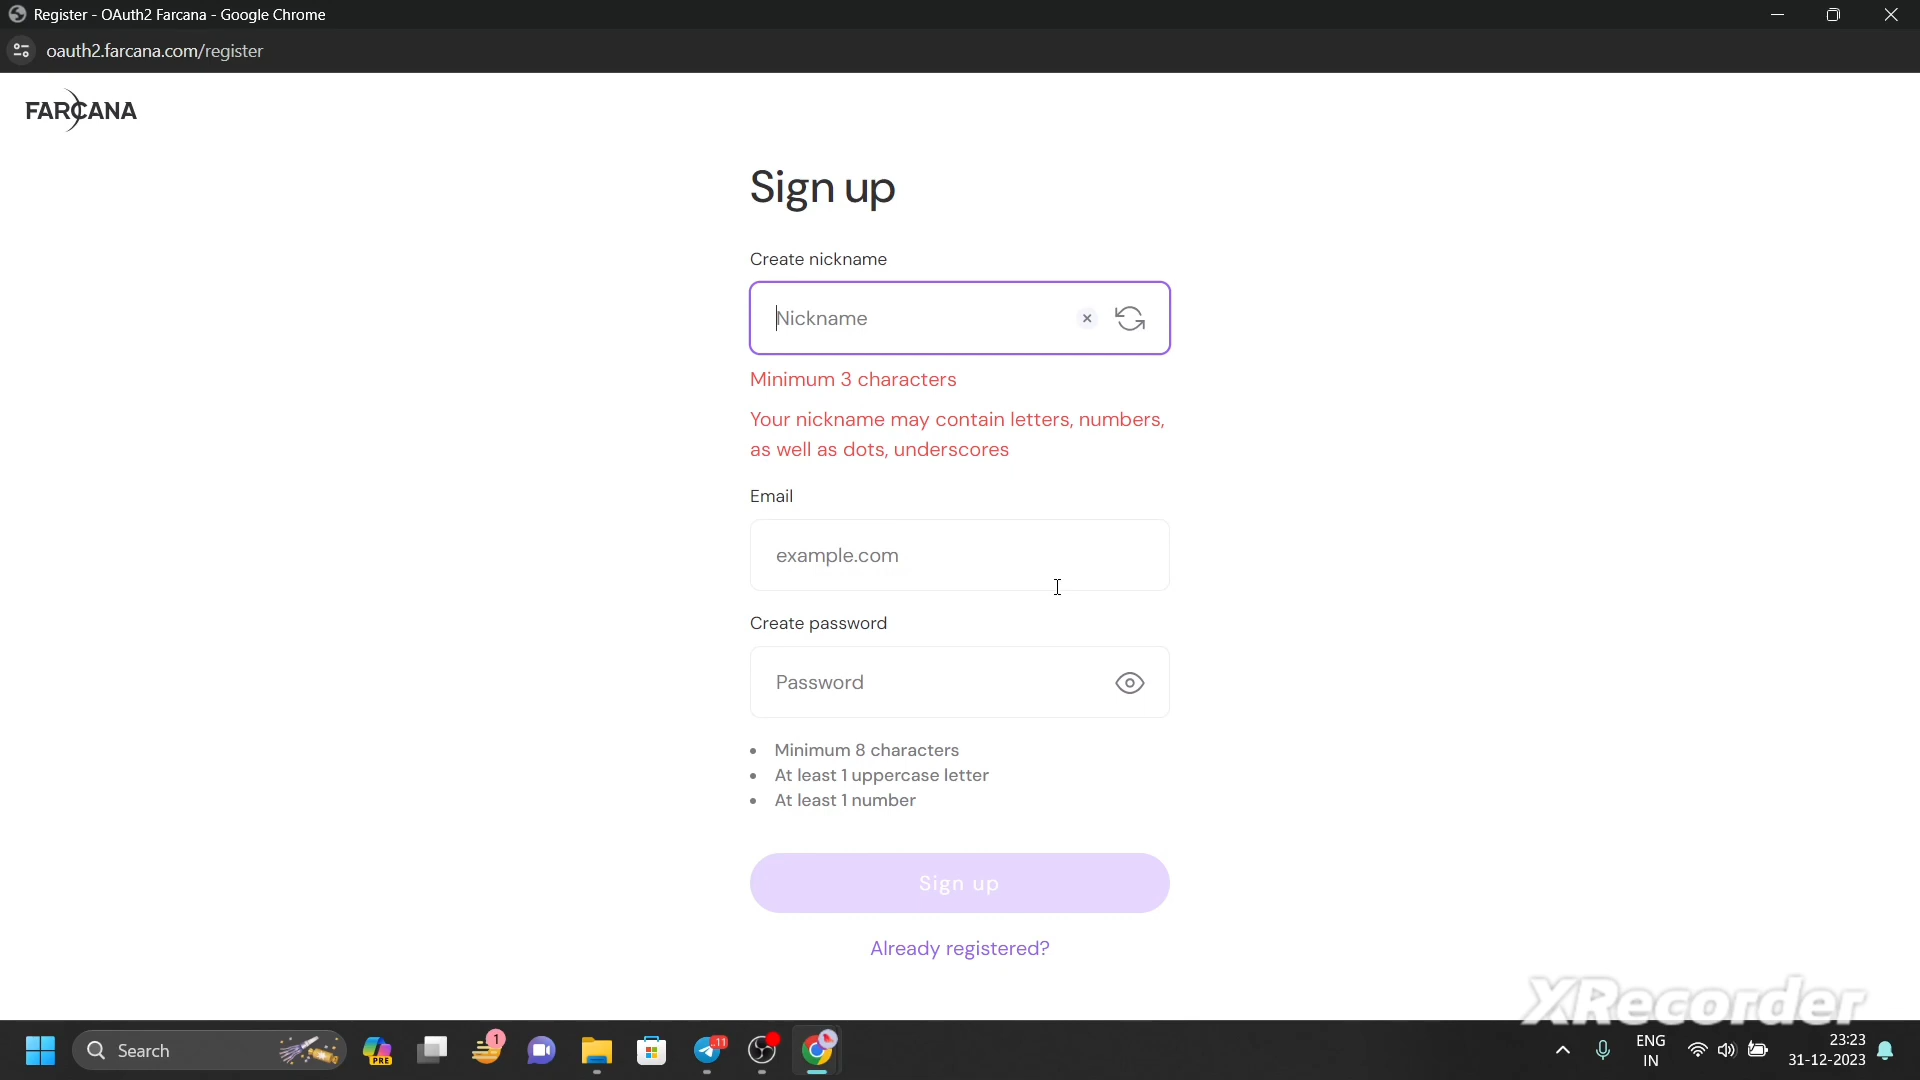 Register - OAuth2 Farcana - Google Chrome
oauth2.farcana.com/register
FARCANA
Sign up
Create nickname
Nickname
Minimum 3 characters
Your nickname may contain letters, numbers,
as well as dots, underscores
Email
example.com
Create password
Password
• Minimum 8 characters
• At least 1 uppercase letter
• At least 1 number
Sign up
Already registered?
XRecorder
Search
PRE
1
11
ENG
IN
23:23
31-12-2023